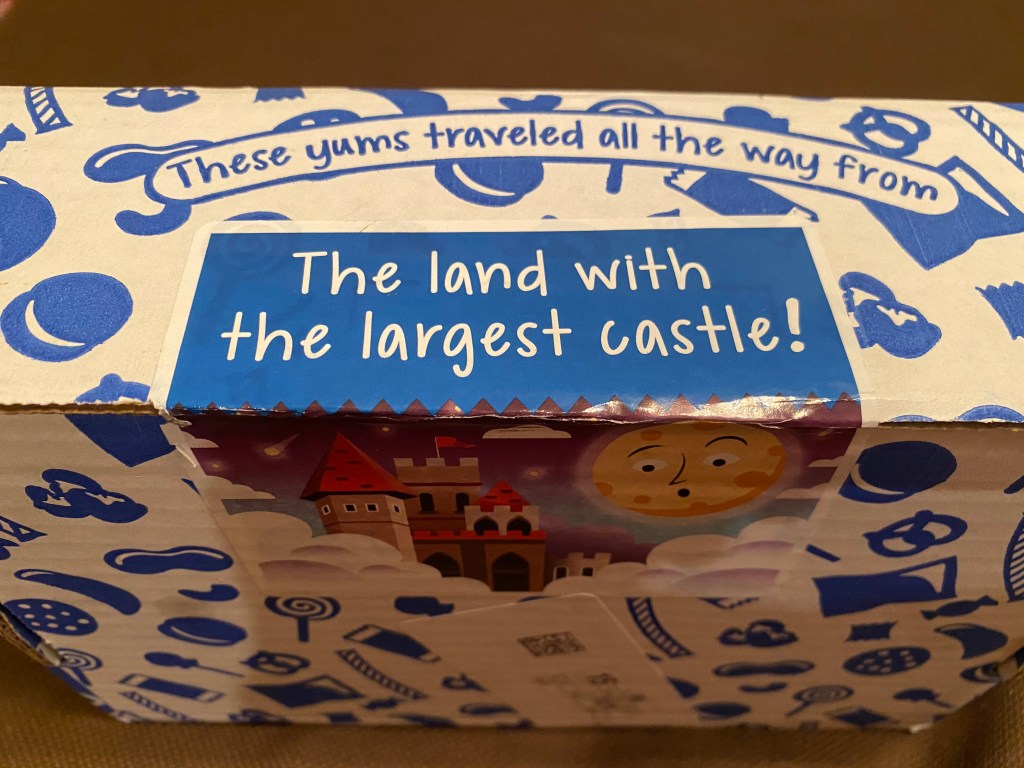 These yums traveled all the way from
The land with
the largest castle!